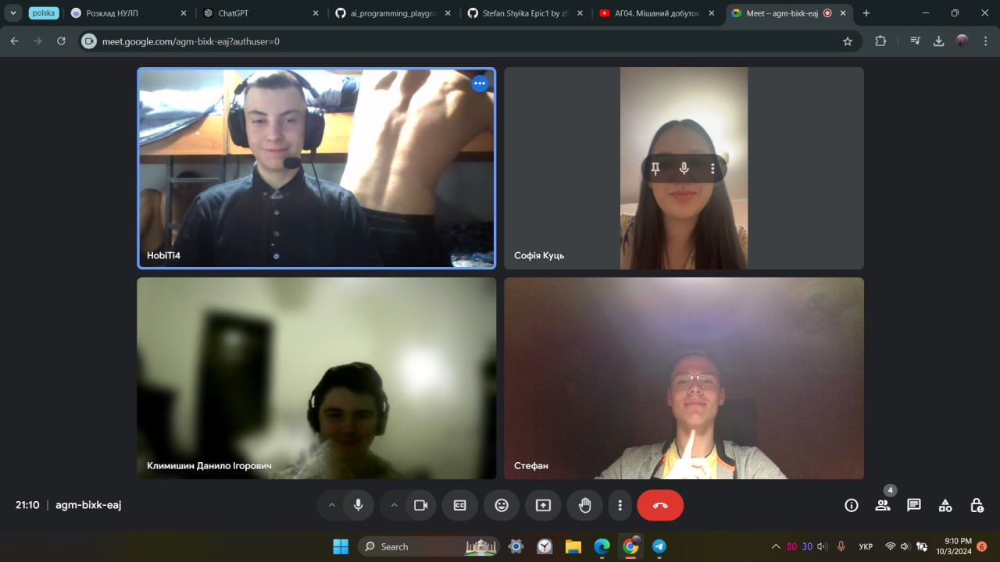 polska
Розклад НУЛП
ChatGPT
ai_programming_playgro
Stefan Shyika Epic1 by zh
АГ04. Мішаний добуток
Meet – agm-bixk-eaj
meet.google.com/agm-bixk-eaj?authuser=0
HobiTi4
Софія Куць
Климишин Данило Ігорович
Стефан
21:10 | agm-bixk-eaj
4
Search
80 30
УКР
9:10 PM
10/3/2024
6